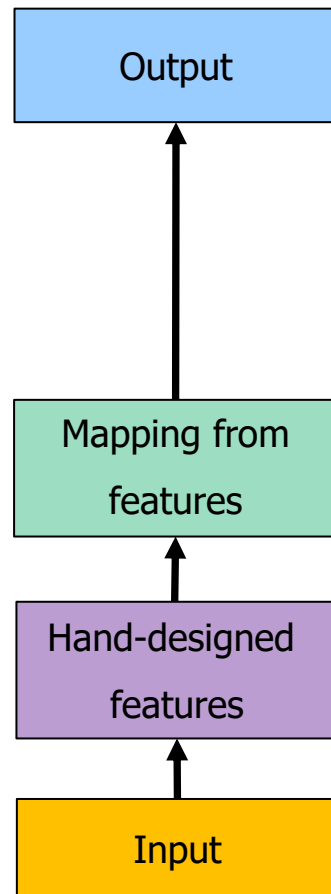 Output
Mapping from
features
Hand-designed
features
Input